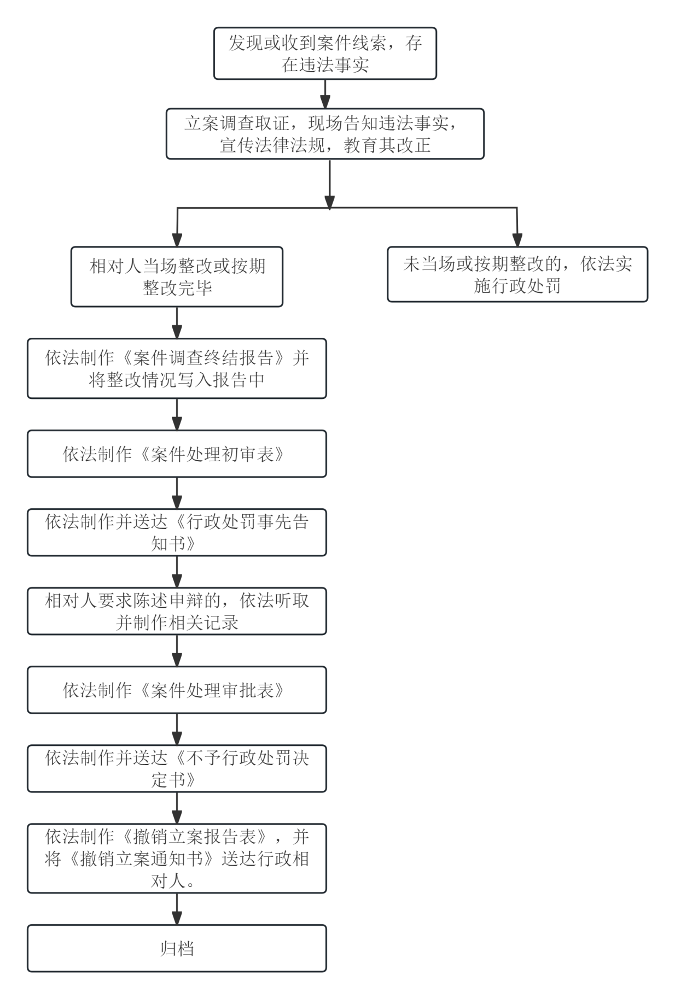 发现或收到案件线索，存
在违法事实
立案调查取证，现场告知违法事实，
宣传法律法规，教育其改正
相对人当场整改或按期
整改完毕
未当场或按期整改的，依法实
施行政处罚
依法制作《案件调查终结报告》并
将整改情况写入报告中
依法制作《案件处理初审表》
依法制作并送达《行政处罚事先告
知书》
相对人要求陈述申辩的，依法听取
并制作相关记录
依法制作《案件处理审批表》
依法制作并送达《不予行政处罚决
定书》
依法制作《撤销立案报告表》，并
将《撤销立案通知书》送达行政相
对人。
归档